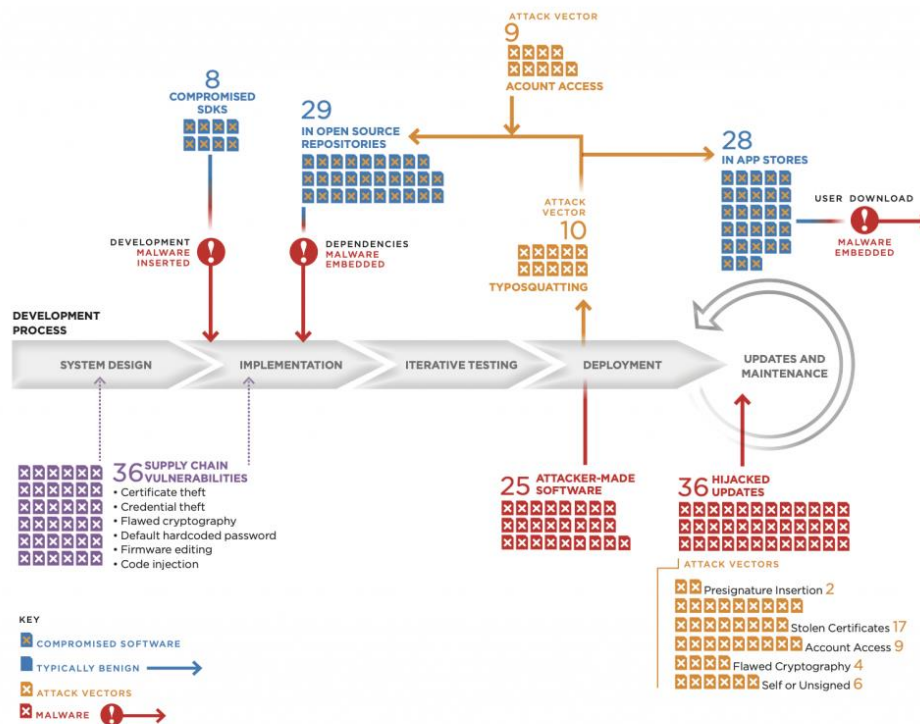 ATTACK VECTOR
9
ACOUNT ACCESS
8
COMPROMISED
SDKS
29
IN OPEN SOURCE
REPOSITORIES
28
IN APP STORES
ATTACK
VECTOR
10
TYPOSQUATTING
USER DOWNLOAD
MALWARE
EMBEDDED
DEVELOPMENT
MALWARE
INSERTED
DEPENDENCIES
MALWARE
EMBEDDED
DEVELOPMENT
PROCESS
SYSTEM DESIGN
IMPLEMENTATION
ITERATIVE TESTING
DEPLOYMENT
UPDATES AND
MAINTENANCE
36 SUPPLY CHAIN
VULNERABILITIES
• Certificate theft
• Credential theft
• Flawed cryptography
• Default hardcoded password
• Firmware editing
• Code injection
25 ATTACKER-MADE
SOFTWARE
36 HIJACKED
UPDATES
ATTACK VECTORS
Presignature Insertion 2
Stolen Certificates 17
Account Access 9
Flawed Cryptography 4
Self or Unsigned 6
KEY
COMPROMISED SOFTWARE
TYPICALLY BENIGN
ATTACK VECTORS
MALWARE